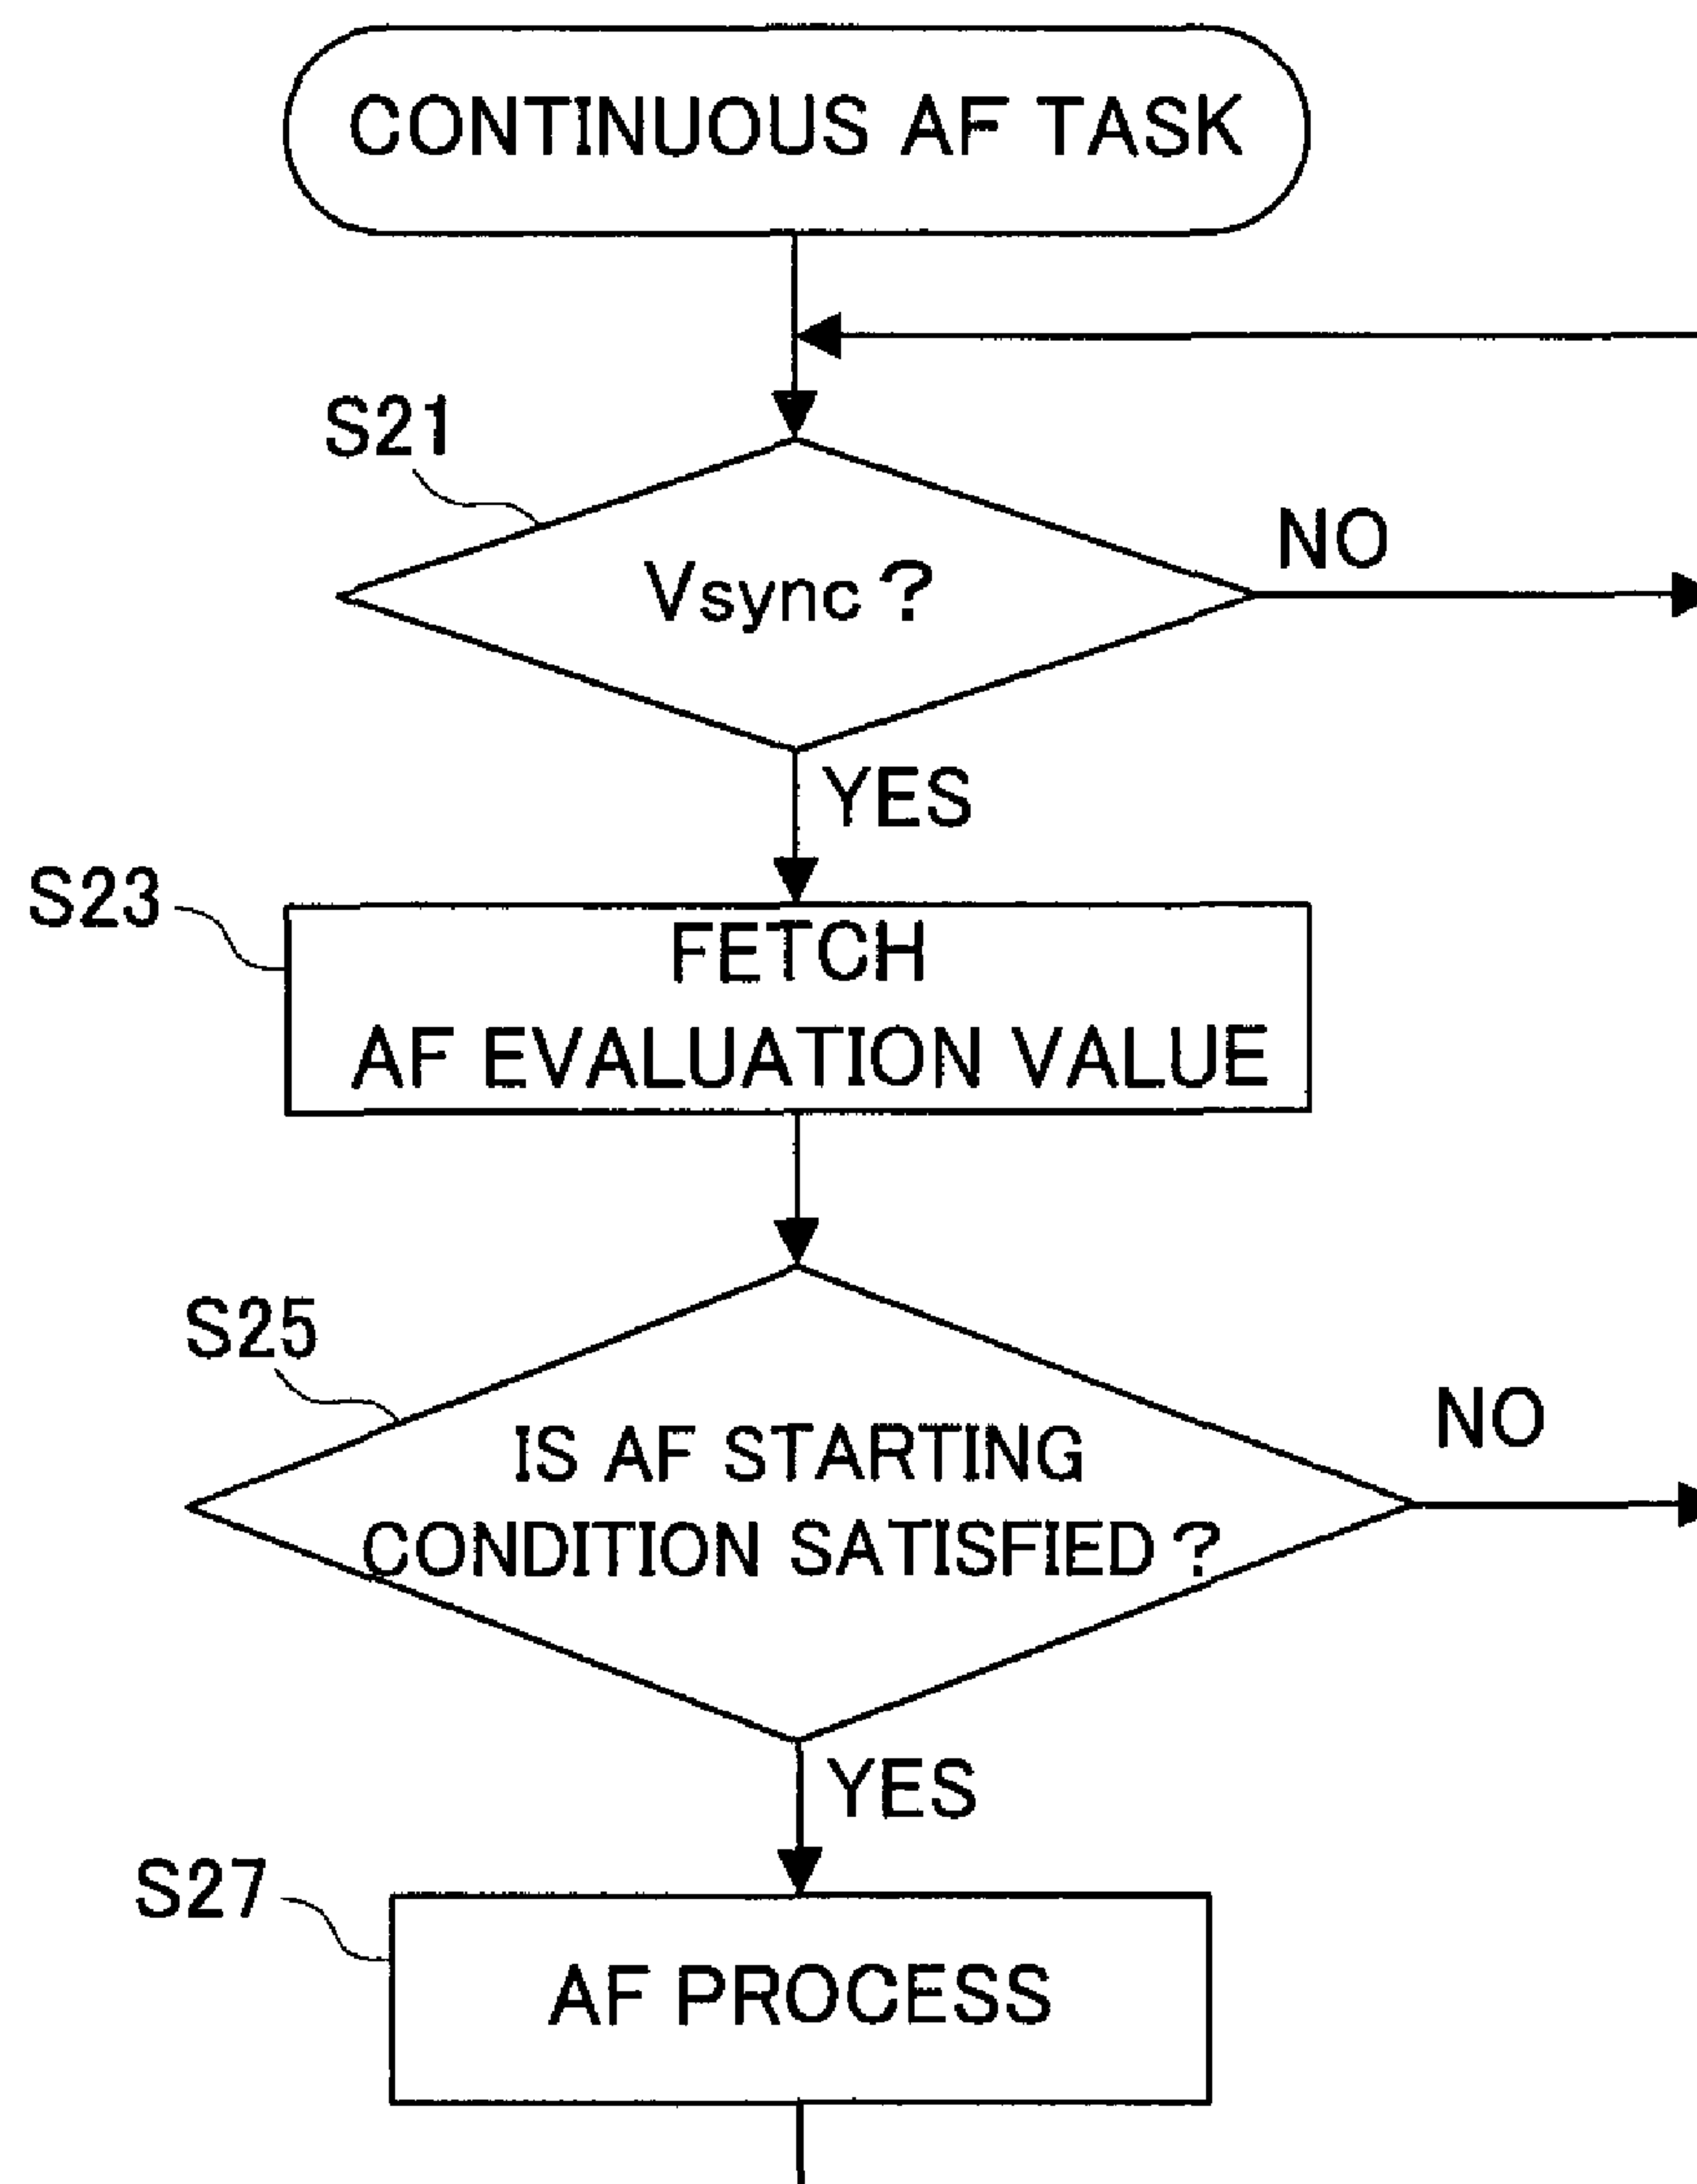 CONTINUOUS AF TASK
S21
NO
Vsync?
YES
S23
FETCH
AF EVALUATION VALUE
S25
NO
IS AF STARTING
CONDITION SATISFIED?
YES
S27
AF PROCESS